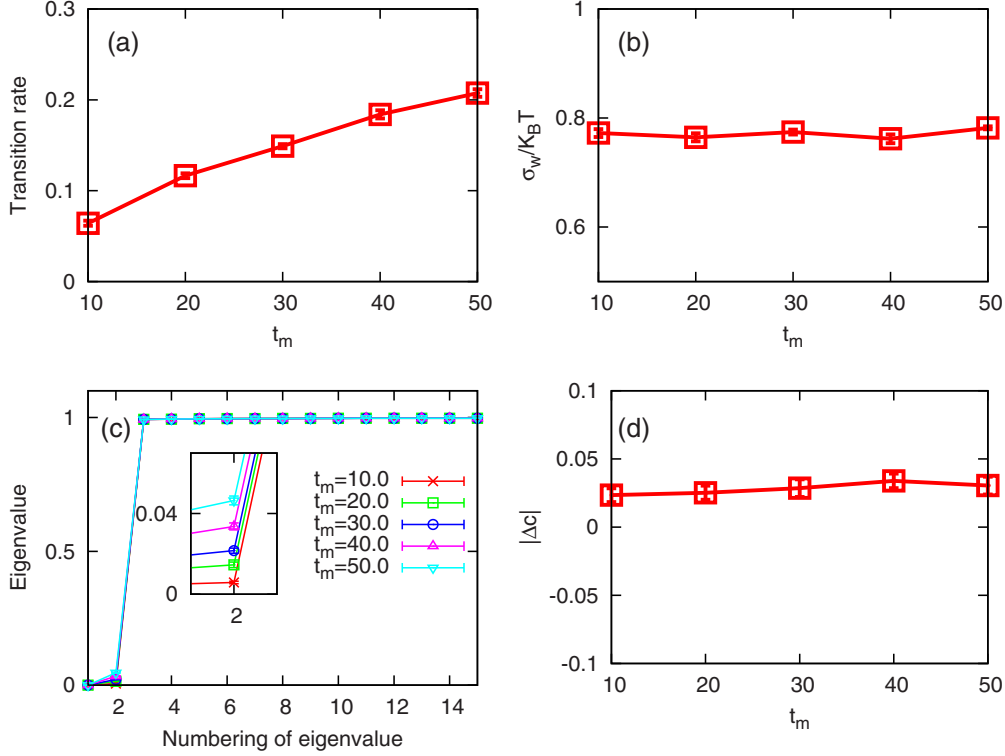 (a)
Transition rate
0.3
0.2
0.1
0
10 20 30 40 50
t_m
(b)
σ_w/K_BT
1
0.8
0.6
10 20 30 40 50
t_m
(c)
Eigenvalue
1
0.5
0
2 4 6 8 10 12 14
Numbering of eigenvalue
0.04
0
2
t_m=10.0
t_m=20.0
t_m=30.0
t_m=40.0
t_m=50.0
(d)
|Δc|
0.1
0.05
0
-0.05
-0.1
10 20 30 40 50
t_m